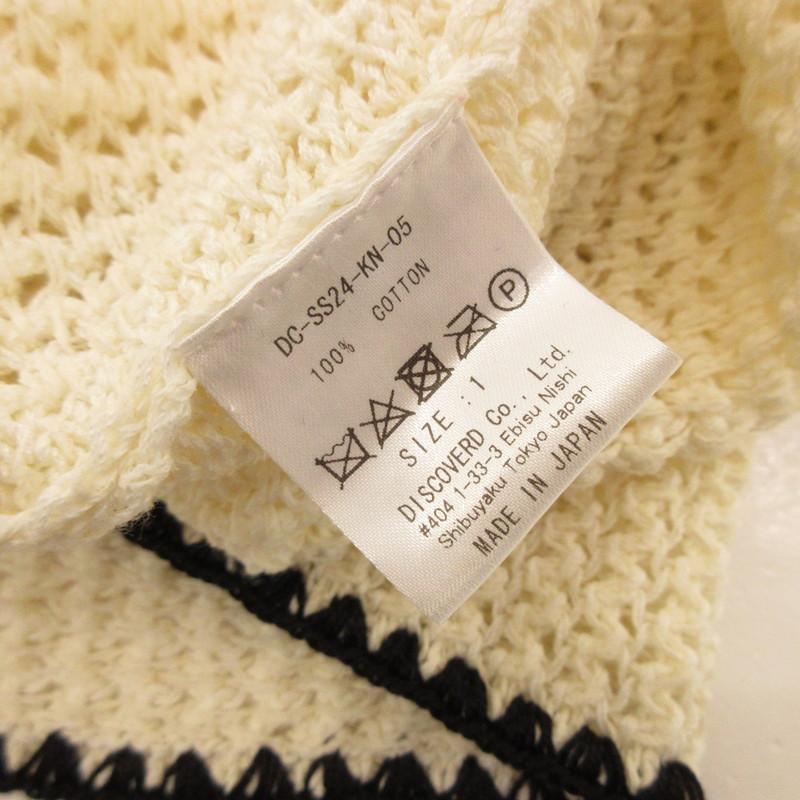 DC-SS24-KN-05
100% COTTON
P
SIZE : 1
DISCOVERD Co., Ltd.
#404 1-33-3 Ebisu Nishi
Shibuyaku Tokyo Japan
MADE IN JAPAN